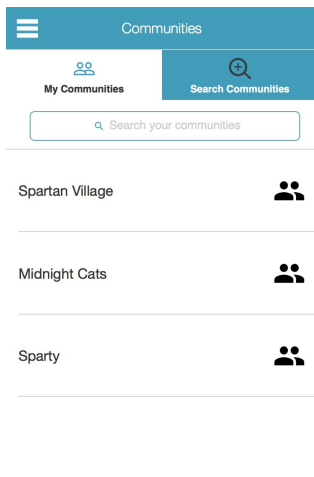 Communities
My Communities
Search Communities
Search your communities
Spartan Village
Midnight Cats
Sparty